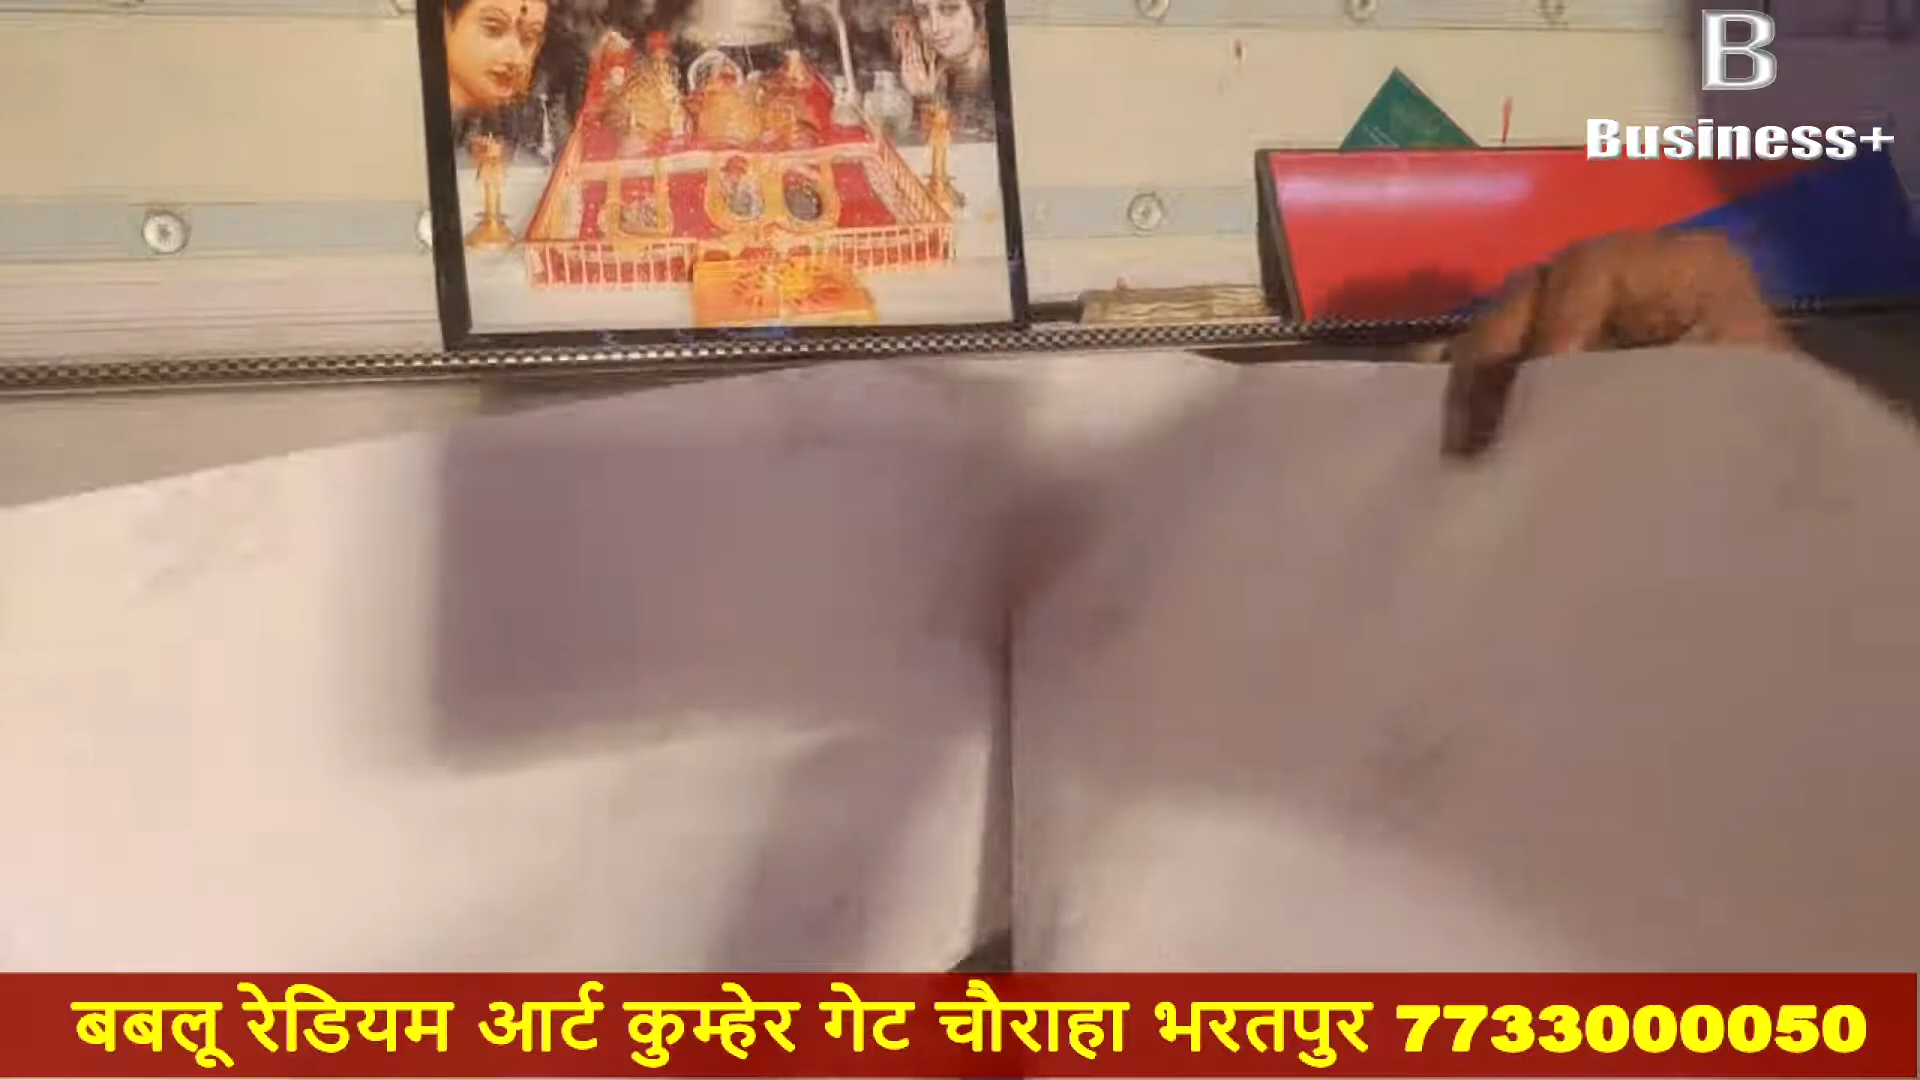 B
Business+
बबलू रेडियम आर्ट कुम्हेर गेट चौराहा भरतपुर 7733000050